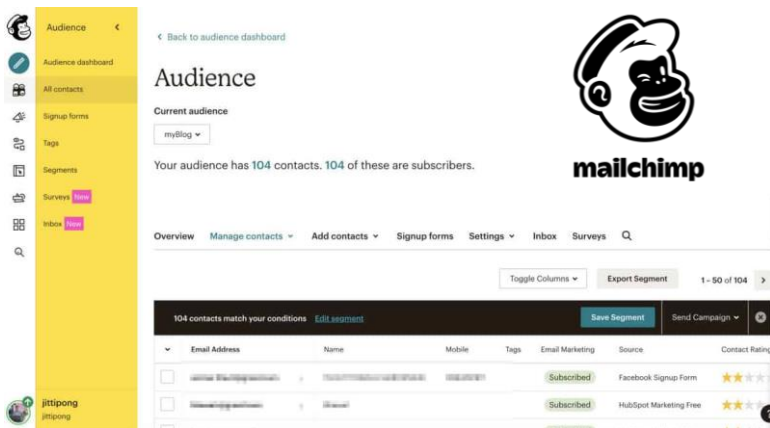 Audience
Audience dashboard
All contacts
Signup forms
Tags
Segments
Surveys New
Inbox New
jittipong
jittipong
Back to audience dashboard
Audience
Current audience
myBlog
Your audience has 104 contacts. 104 of these are subscribers.
mailchimp
Overview Manage contacts Add contacts Signup forms Settings Inbox Surveys
Toggle Columns Export Segment 1 - 50 of 104
104 contacts match your conditions Edit segment Save Segment Send Campaign
Email Address Name Mobile Tags Email Marketing Source Contact Rating
Subscribed Facebook Signup Form
Subscribed HubSpot Marketing Free